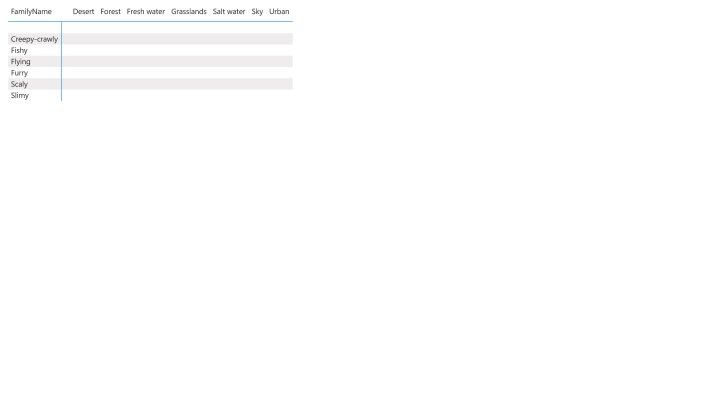 FamilyName Desert Forest Fresh water Grasslands Salt water Sky Urban
Creepy-crawly
Fishy
Flying
Furry
Scaly
Slimy